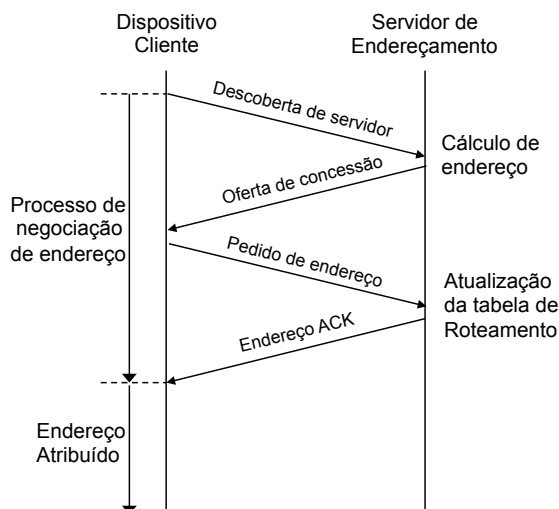 Dispositivo
Cliente
Servidor de
Endereçamento
Descoberta de servidor
Cálculo de
endereço
Oferta de concessão
Processo de
negociação
de endereço
Pedido de endereço
Atualização
da tabela de
Roteamento
Endereço ACK
Endereço
Atribuído